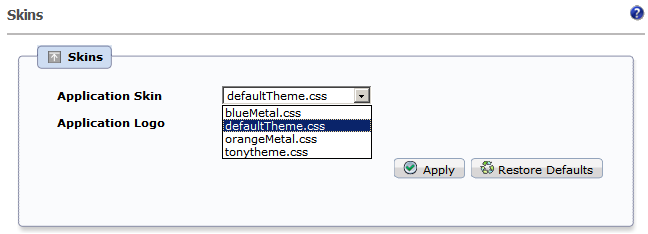 Skins
Skins
Application Skin defaultTheme.css
blueMetal.css
Application Logo defaultTheme.css
orangeMetal.css
tonytheme.css
Apply Restore Defaults